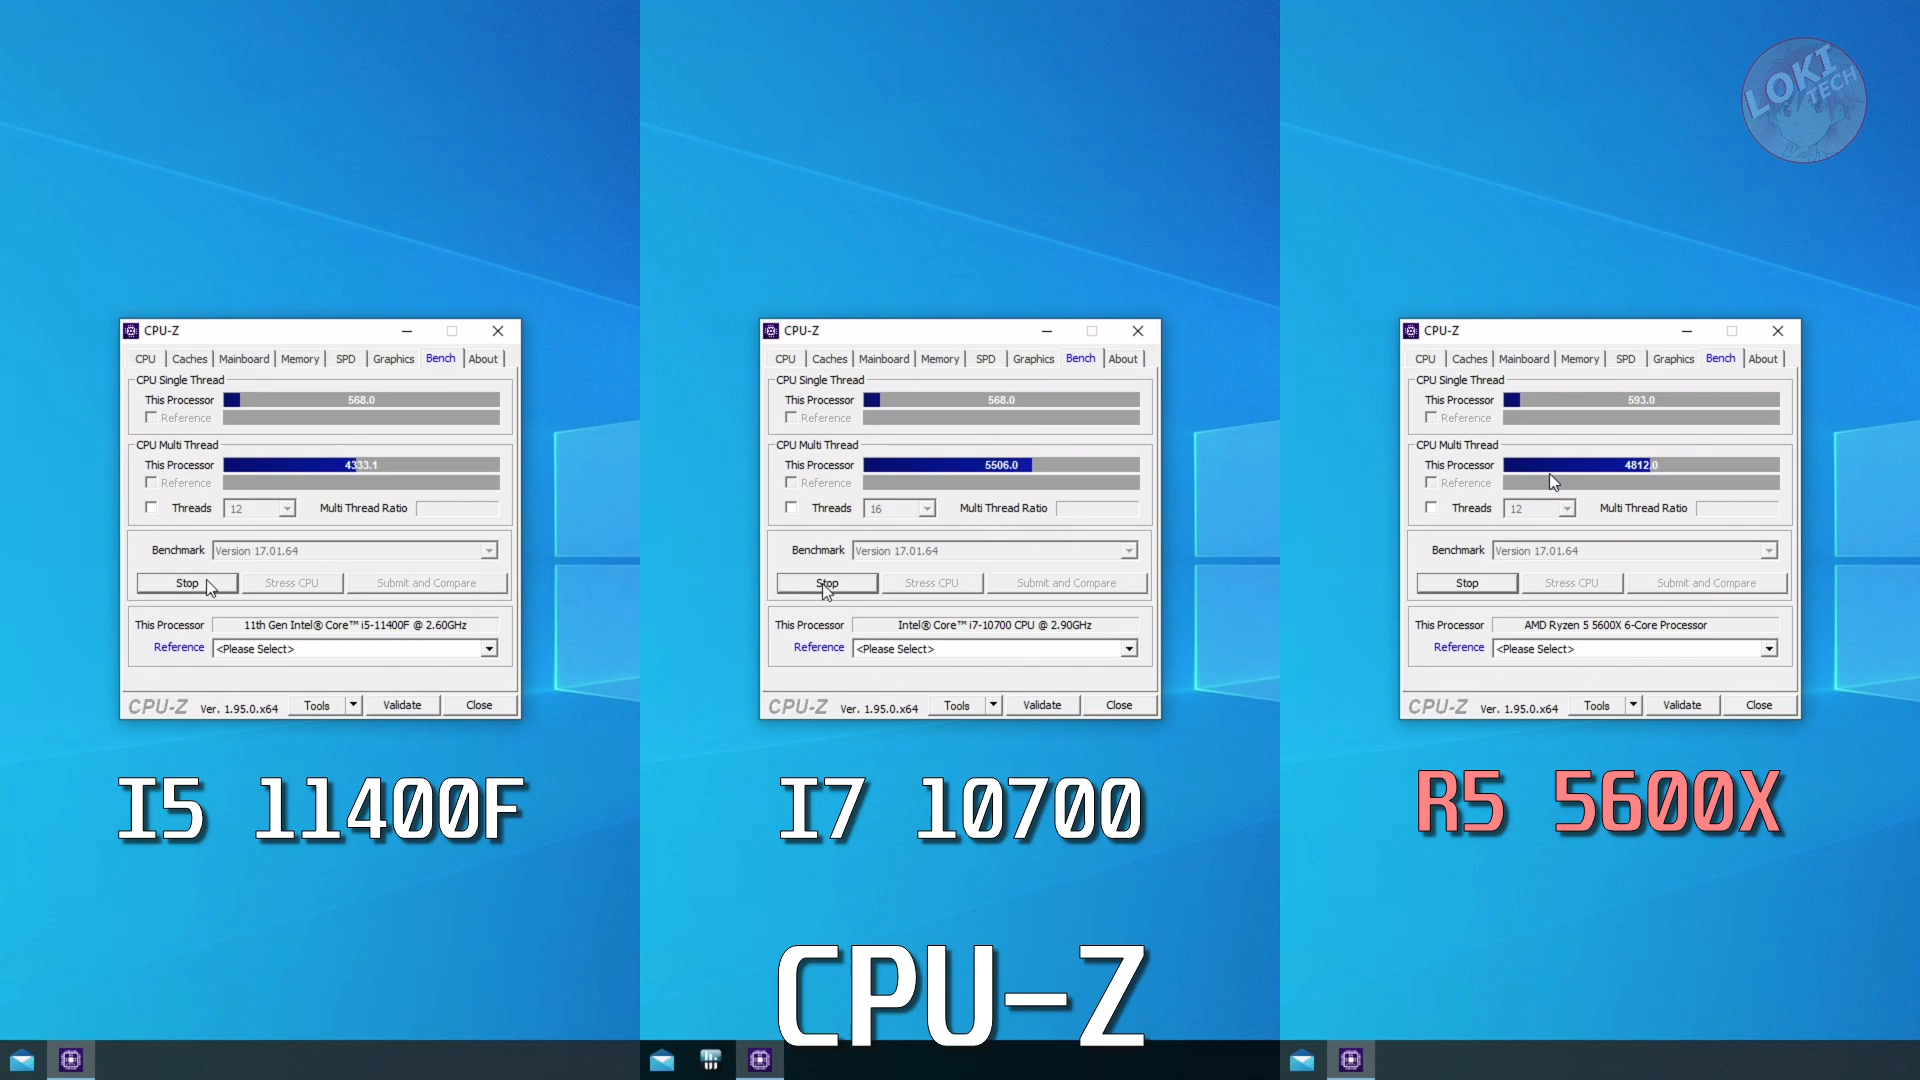 LOKI
TECH
CPU-Z
CPU Caches Mainboard Memory SPD Graphics Bench About
CPU Single Thread
This Processor 568.0
Reference
CPU Multi Thread
This Processor 4333.1
Reference
Threads 12 Multi Thread Ratio
Benchmark Version 17.01.64
Stop Stress CPU Submit and Compare
This Processor 11th Gen Intel® Core™ i5-11400F @ 2.60GHz
Reference <Please Select>
CPU-Z Ver. 1.95.0.x64 Tools Validate Close
I5 11400F
CPU-Z
CPU Caches Mainboard Memory SPD Graphics Bench About
CPU Single Thread
This Processor 568.0
Reference
CPU Multi Thread
This Processor 5506.0
Reference
Threads 16 Multi Thread Ratio
Benchmark Version 17.01.64
Stop Stress CPU Submit and Compare
This Processor Intel® Core™ i7-10700 CPU @ 2.90GHz
Reference <Please Select>
CPU-Z Ver. 1.95.0.x64 Tools Validate Close
I7 10700
CPU-Z
CPU Caches Mainboard Memory SPD Graphics Bench About
CPU Single Thread
This Processor 593.0
Reference
CPU Multi Thread
This Processor 4812.0
Reference
Threads 12 Multi Thread Ratio
Benchmark Version 17.01.64
Stop Stress CPU Submit and Compare
This Processor AMD Ryzen 5 5600X 6-Core Processor
Reference <Please Select>
CPU-Z Ver. 1.95.0.x64 Tools Validate Close
R5 5600X
CPU-Z